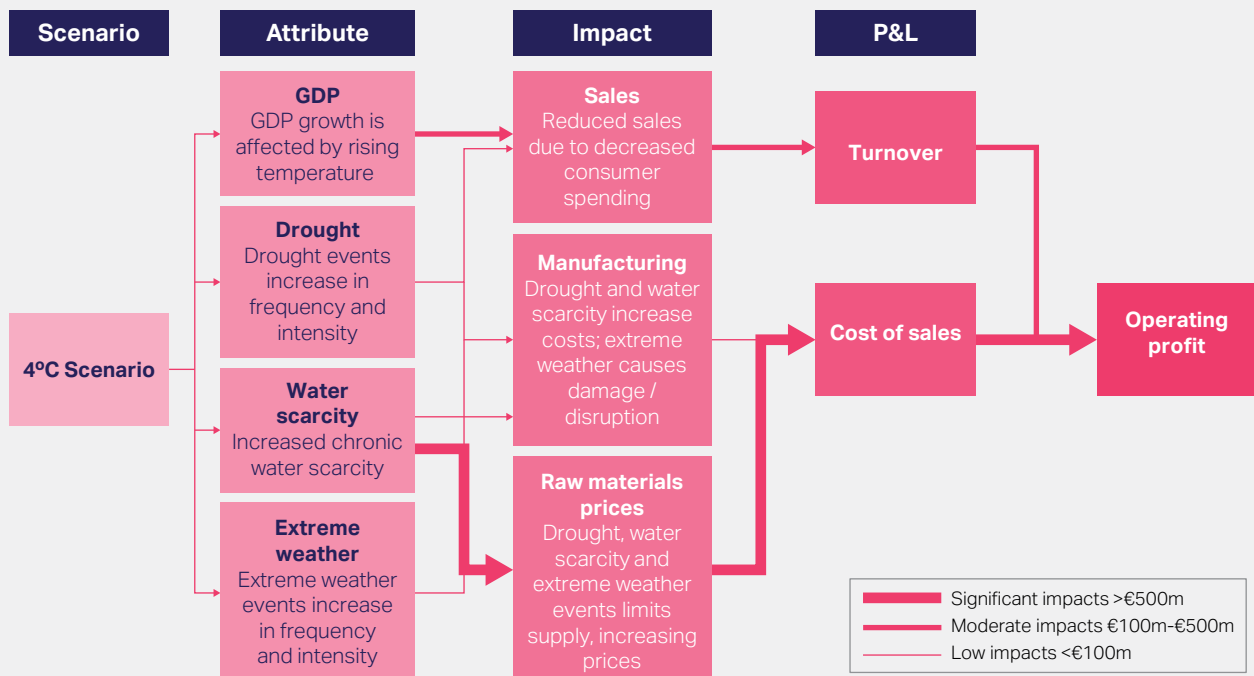 Scenario
Attribute
Impact
P&L
GDP
GDP growth is
affected by rising
temperature
Sales
Reduced sales
due to decreased
consumer
spending
Turnover
Drought
Drought events
increase in
frequency and
intensity
Manufacturing
Drought and water
scarcity increase
costs; extreme
weather causes
damage /
disruption
Cost of sales
Operating
profit
4ºC Scenario
Water
scarcity
Increased chronic
water scarcity
Raw materials
prices
Drought, water
scarcity and
extreme weather
events limits
supply, increasing
prices
Extreme
weather
Extreme weather
events increase
in frequency
and intensity
Significant impacts >€500m
Moderate impacts €100m-€500m
Low impacts <€100m